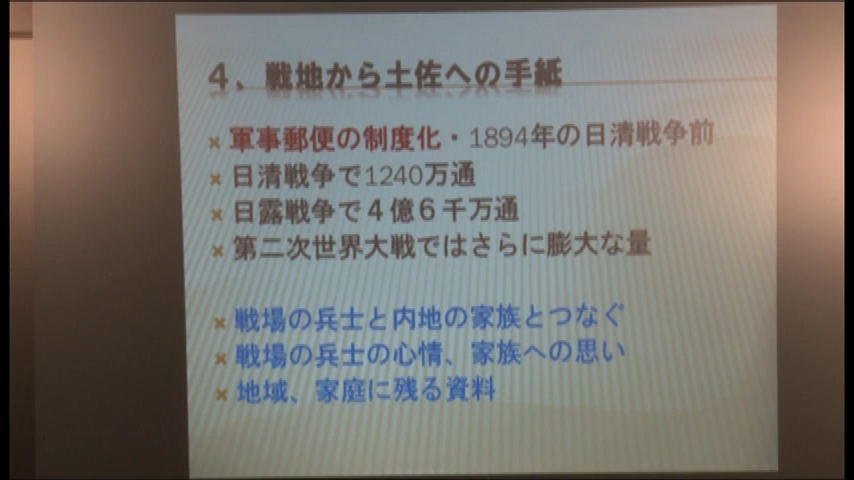 4、戦地から土佐への手紙
軍事郵便の制度化・1894年の日清戦争前
日清戦争で1240万通
日露戦争で４億６千万通
第二次世界大戦ではさらに膨大な量
戦場の兵士と内地の家族とつなぐ
戦場の兵士の心情、家族への思い
地域、家庭に残る資料